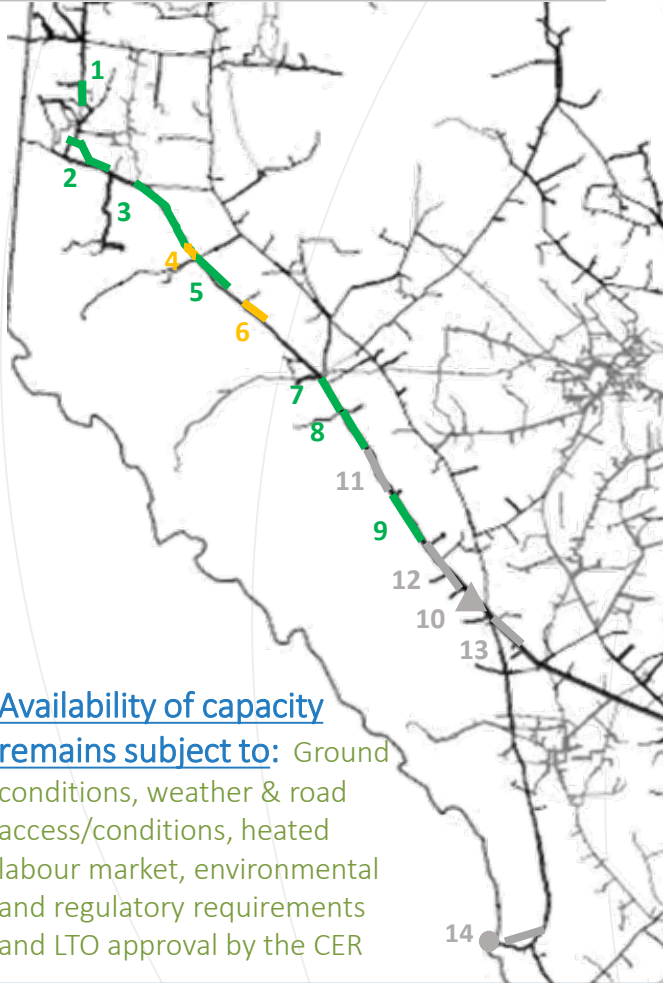 1
2
3
4
5
6
7
8
11
9
12
10
13
Availability of capacity
remains subject to: Ground
conditions, weather & road
access/conditions, heated
labour market, environmental
and regulatory requirements
and LTO approval by the CER
14